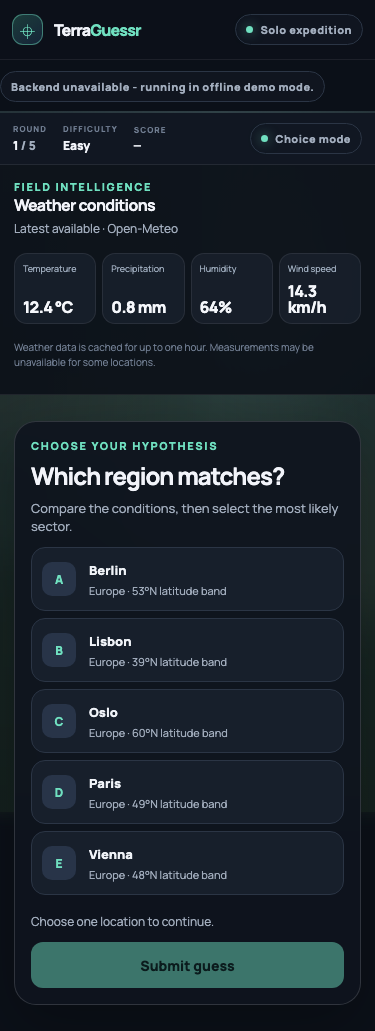 TerraGuessr
Solo expedition
Backend unavailable - running in offline demo mode.
ROUND
1 / 5
DIFFICULTY
Easy
SCORE
–
Choice mode
FIELD INTELLIGENCE
Weather conditions
Latest available · Open-Meteo
Temperature
12.4 °C
Precipitation
0.8 mm
Humidity
64%
Wind speed
14.3
km/h
Weather data is cached for up to one hour. Measurements may be
unavailable for some locations.
CHOOSE YOUR HYPOTHESIS
Which region matches?
Compare the conditions, then select the most likely
sector.
A
Berlin
Europe · 53°N latitude band
B
Lisbon
Europe · 39°N latitude band
C
Oslo
Europe · 60°N latitude band
D
Paris
Europe · 49°N latitude band
E
Vienna
Europe · 48°N latitude band
Choose one location to continue.
Submit guess